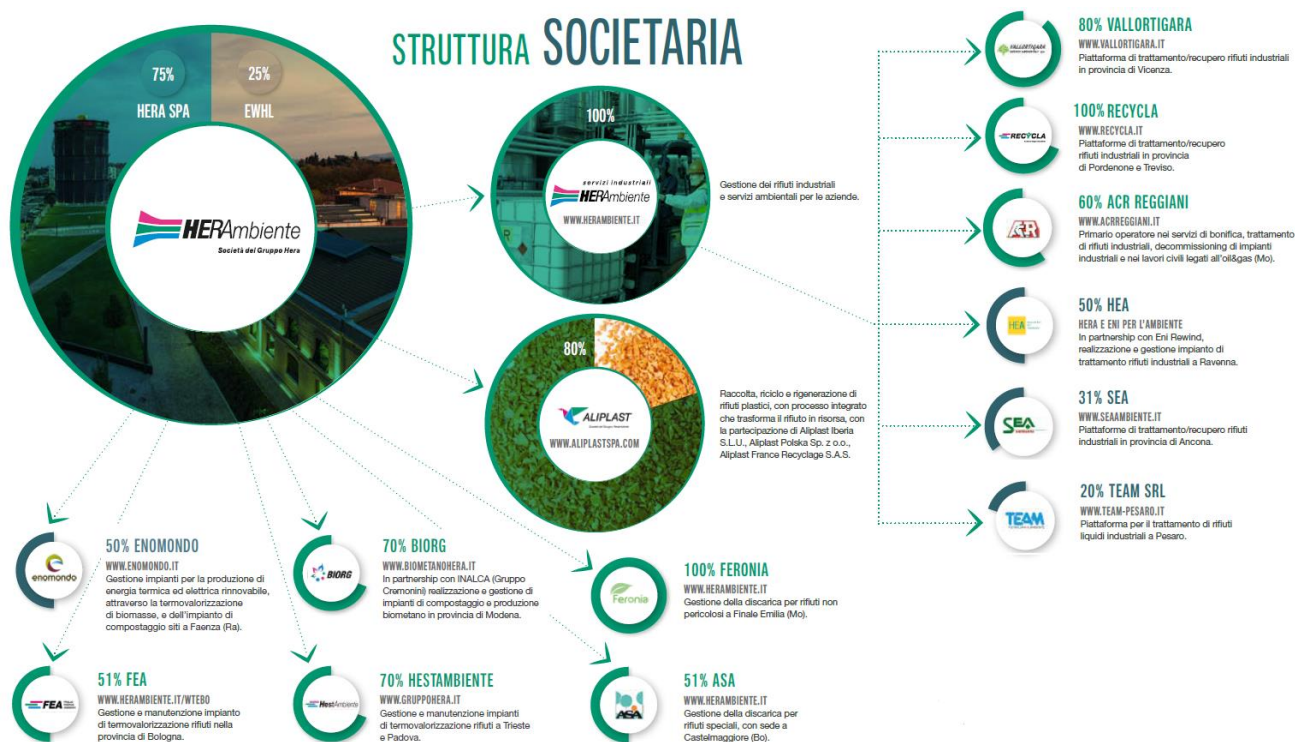 STRUTTURA SOCIETARIA
75%
HERA SPA
25%
EWHL
HERAmbiente
Società del Gruppo Hera
100%
servizi industriali
HERAmbiente
WWW.HERAMBIENTE.IT
Gestione dei rifiuti industriali
e servizi ambientali per le aziende.
80%
ALIPLAST
WWW.ALIPLASTSPA.COM
Raccolta, riciclo e rigenerazione di
rifiuti plastici, con processo integrato
che trasforma il rifiuto in risorsa, con
la partecipazione di Aliplast Iberia
S.L.U., Aliplast Polska Sp. z o.o.,
Aliplast France Recyclage S.A.S.
VALLORTIGARA
80% VALLORTIGARA
WWW.VALLORTIGARA.IT
Piattaforma di trattamento/recupero rifiuti industriali
in provincia di Vicenza.
RECYCLA
100% RECYCLA
WWW.RECYCLA.IT
Piattaforme di trattamento/recupero
rifiuti industriali in provincia
di Pordenone e Treviso.
ACR
60% ACR REGGIANI
WWW.ACRREGGIANI.IT
Primario operatore nei servizi di bonifica, trattamento
di rifiuti industriali, decommissioning di impianti
industriali e nei lavori civili legati all'oil&gas (Mo).
HEA
50% HEA
HERA E ENI PER L'AMBIENTE
In partnership con Eni Rewind,
realizzazione e gestione impianto di
trattamento rifiuti industriali a Ravenna.
SEA
31% SEA
WWW.SEAAMBIENTE.IT
Piattaforme di trattamento/recupero rifiuti
industriali in provincia di Ancona.
TEAM
20% TEAM SRL
WWW.TEAM-PESARO.IT
Piattaforma per il trattamento di rifiuti
liquidi industriali a Pesaro.
enomondo
50% ENOMONDO
WWW.ENOMONDO.IT
Gestione impianti per la produzione di
energia termica ed elettrica rinnovabile,
attraverso la termovalorizzazione
di biomasse, e dell'impianto di
compostaggio siti a Faenza (Ra).
BIORG
70% BIORG
WWW.BIOMETANOHERA.IT
In partnership con INALCA (Gruppo
Cremonini) realizzazione e gestione di
impianti di compostaggio e produzione
biometano in provincia di Modena.
Feronia
100% FERONIA
WWW.HERAMBIENTE.IT
Gestione della discarica per rifiuti non
pericolosi a Finale Emilia (Mo).
FEA
51% FEA
WWW.HERAMBIENTE.IT/WTEBO
Gestione e manutenzione impianto
di termovalorizzazione rifiuti nella
provincia di Bologna.
HestAmbiente
70% HESTAMBIENTE
WWW.GRUPPOHERA.IT
Gestione e manutenzione impianti
di termovalorizzazione rifiuti a Trieste
e Padova.
ASA
51% ASA
WWW.HERAMBIENTE.IT
Gestione della discarica per
rifiuti speciali, con sede a
Castelmaggiore (Bo).